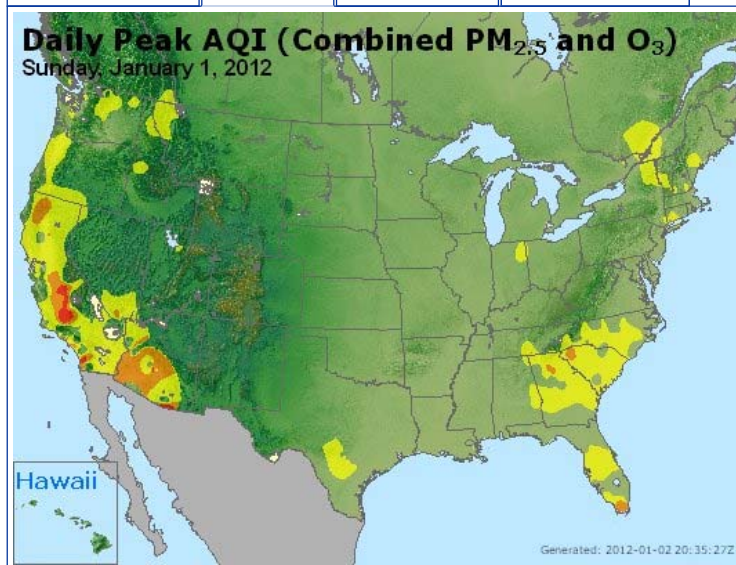 Daily Peak AQI (Combined PM2.5 and O3)
Sunday, January 1, 2012
Hawaii
Generated: 2012-01-02 20:35:27Z